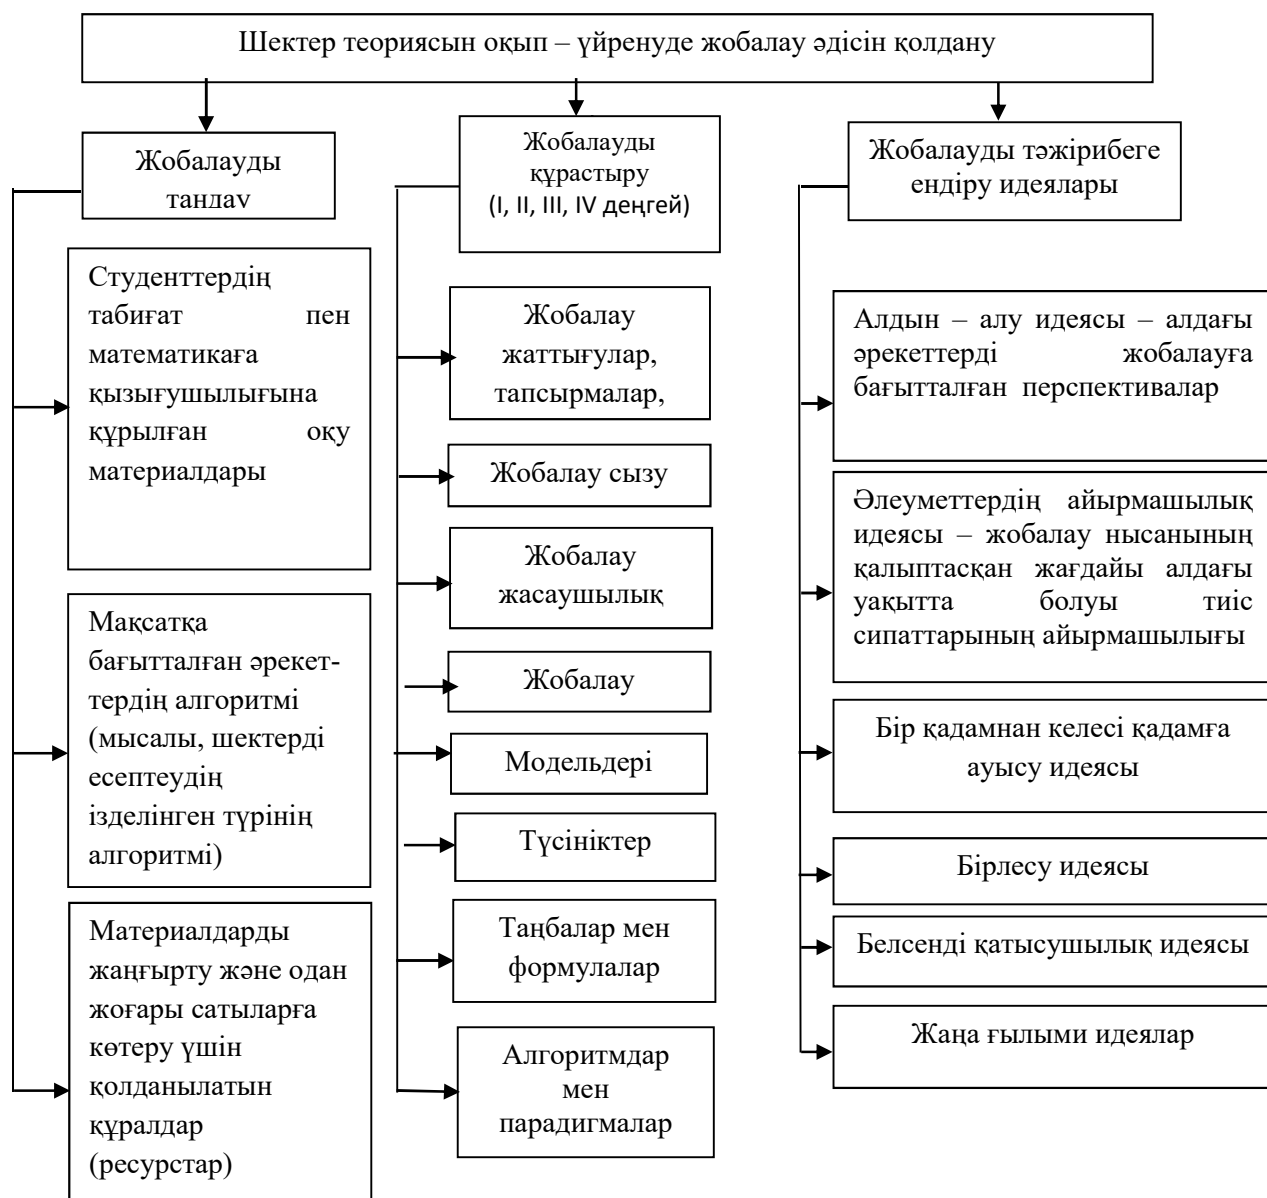 Шектер теориясын оқып – үйренуде жобалау әдісін қолдану
Жобалауды
таңдау
Студенттердің
табиғат пен
математикаға
қызығушылығына
құрылған оқу
материалдары
Мақсатқа
бағытталған әрекет-
тердің алгоритмі
(мысалы, шектерді
есептеудің
ізделінген түрінің
алгоритмі)
Материалдарды
жаңғырту және одан
жоғары сатыларға
көтеру үшін
қолданылатын
құралдар
(ресурстар)
Жобалауды
құрастыру
(I, II, III, IV деңгей)
Жобалау
жаттығулар,
тапсырмалар,
Жобалау сызу
Жобалау
жасаушылық
Жобалау
Модельдері
Түсініктер
Таңбалар мен
формулалар
Алгоритмдар
мен
парадигмалар
Жобалауды тәжірибеге
ендіру идеялары
Алдын – алу идеясы – алдағы
әрекеттерді жобалауға
бағытталған перспективалар
Әлеуметтердің айырмашылық
идеясы – жобалау нысанының
қалыптасқан жағдайы алдағы
уақытта болуы тиіс
сипаттарының айырмашылығы
Бір қадамнан келесі қадамға
ауысу идеясы
Бірлесу идеясы
Белсенді қатысушылық идеясы
Жаңа ғылыми идеялар